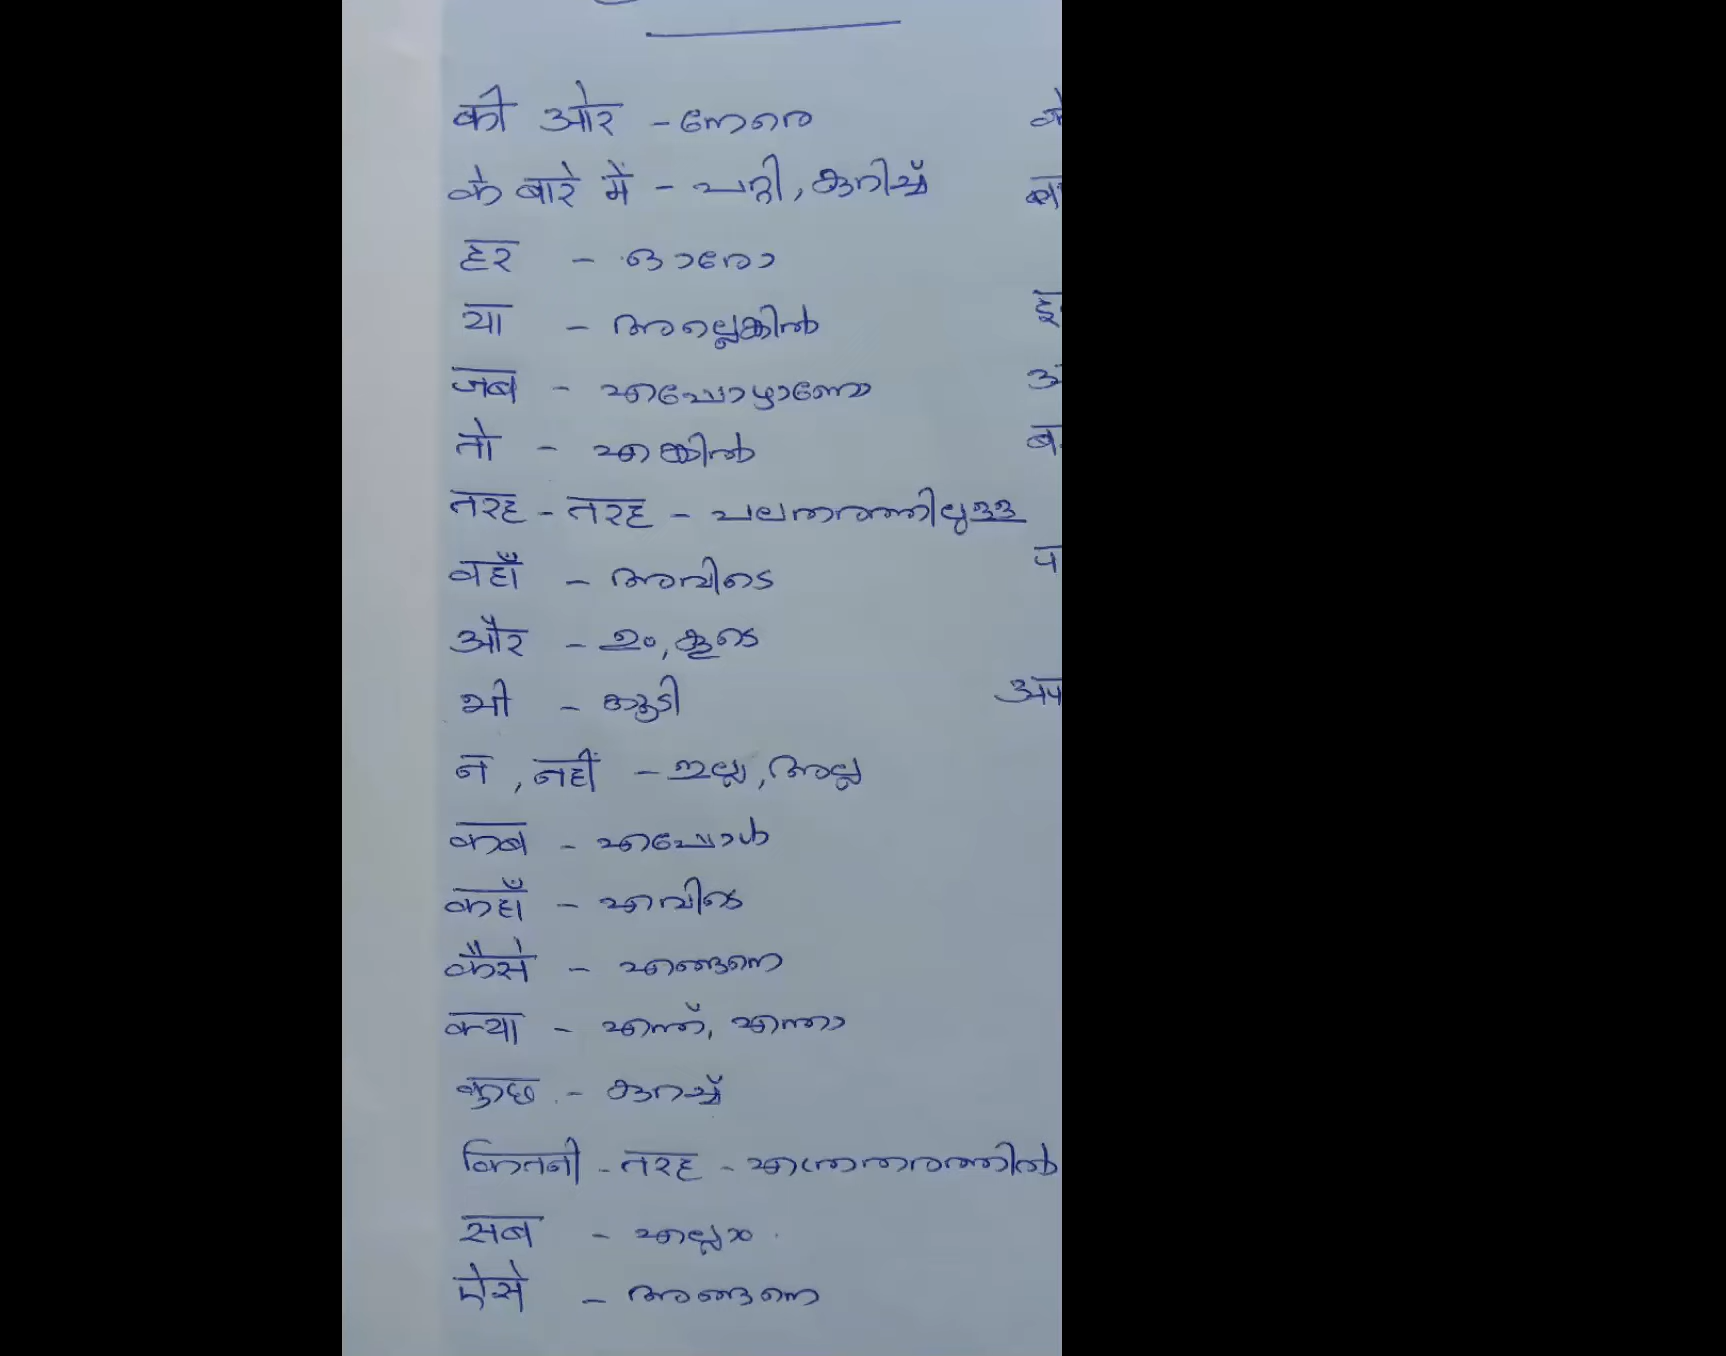 की ओर - നേരെ
के बारे में - പറ്റി, കുറിച്ച്
हर - ഓരോ
या - അല്ലെങ്കിൽ
जब - എപ്പോഴാണോ
तो - എങ്കിൽ
तरह - तरह - പലതരത്തിലുള്ള
वहाँ - അവിടെ
और - ഉം, കൂടെ
भी - കൂടി
न, नहीं - ഇല്ല, അല്ല
कब - എപ്പോൾ
कहाँ - എവിടെ
कैसे - എങ്ങനെ
क्या - എന്ത്, എന്താ
कुछ - കുറച്ച്
कितनी - तरह - എത്രതരത്തിൽ
सब - എല്ലാം
ऐसे - അങ്ങനെ